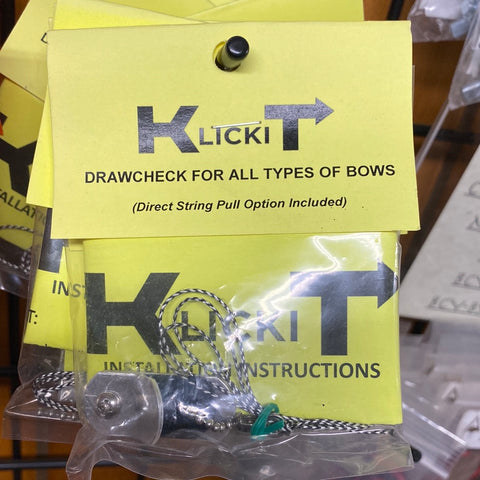 KLICKIT
DRAWCHECK FOR ALL TYPES OF BOWS
(Direct String Pull Option Included)
KLICKIT
INSTALLATION INSTRUCTIONS